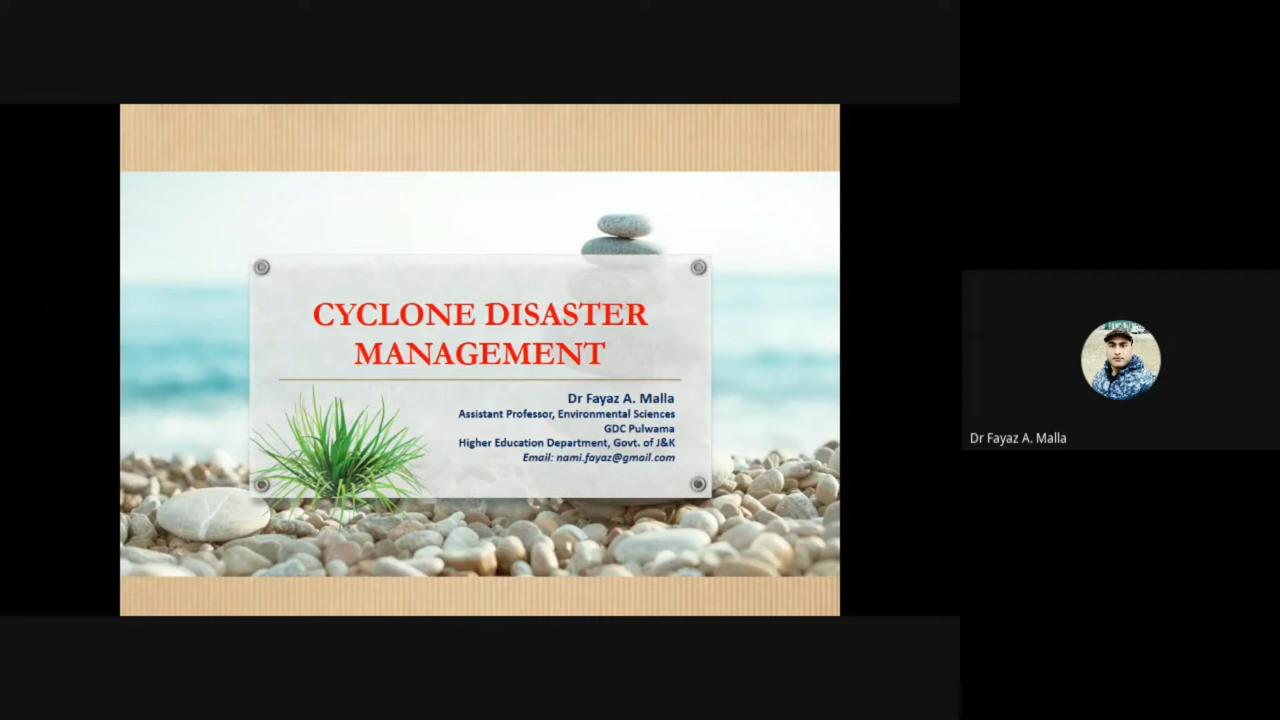 CYCLONE DISASTER
MANAGEMENT
Dr Fayaz A. Malla
Assistant Professor, Environmental Sciences
GDC Pulwama
Higher Education Department, Govt. of J&K
Email: nami.fayaz@gmail.com
Dr Fayaz A. Malla